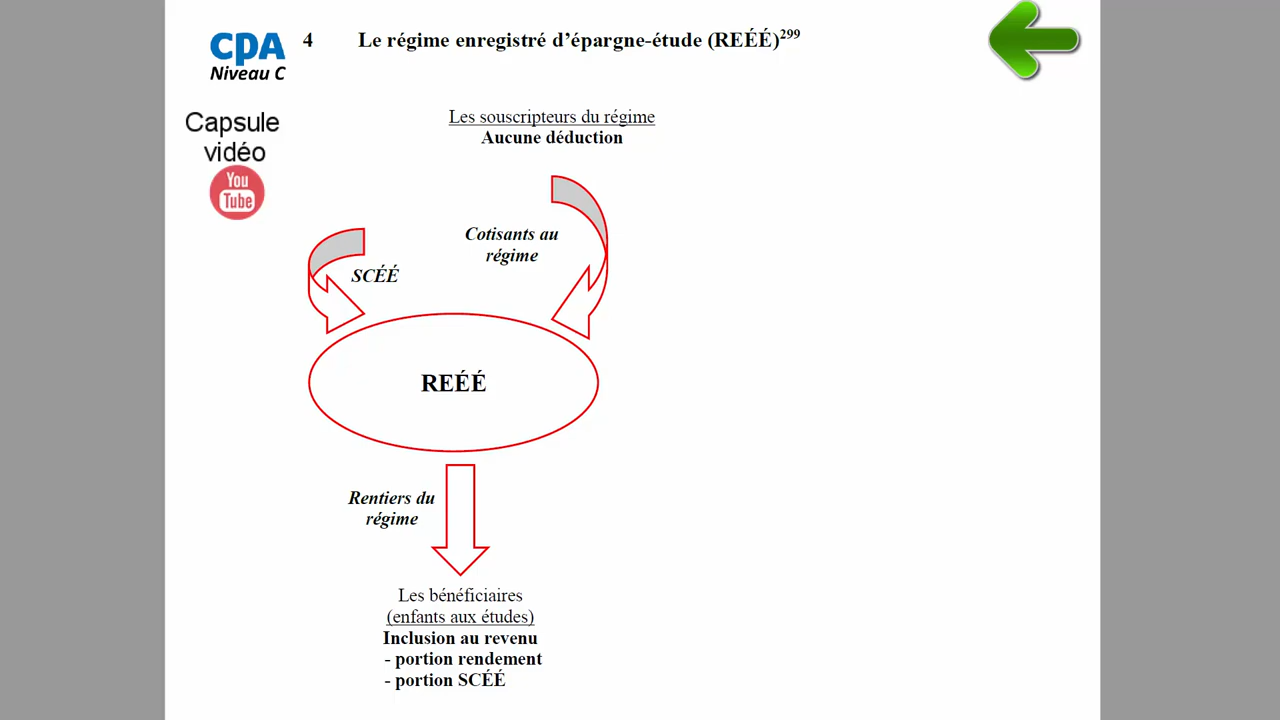 CPA
Niveau C
4 Le régime enregistré d’épargne-étude (REÉÉ)299
Capsule
vidéo
You
Tube
Les souscripteurs du régime
Aucune déduction
Cotisants au
régime
SCÉÉ
REÉÉ
Rentiers du
régime
Les bénéficiaires
(enfants aux études)
Inclusion au revenu
- portion rendement
- portion SCÉÉ